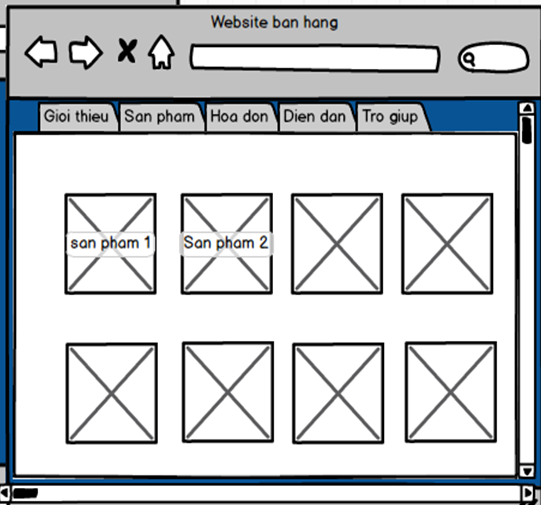 Website ban hang
Gioi thieu San pham Hoa don Dien dan Tro giup
san pham 1 San pham 2